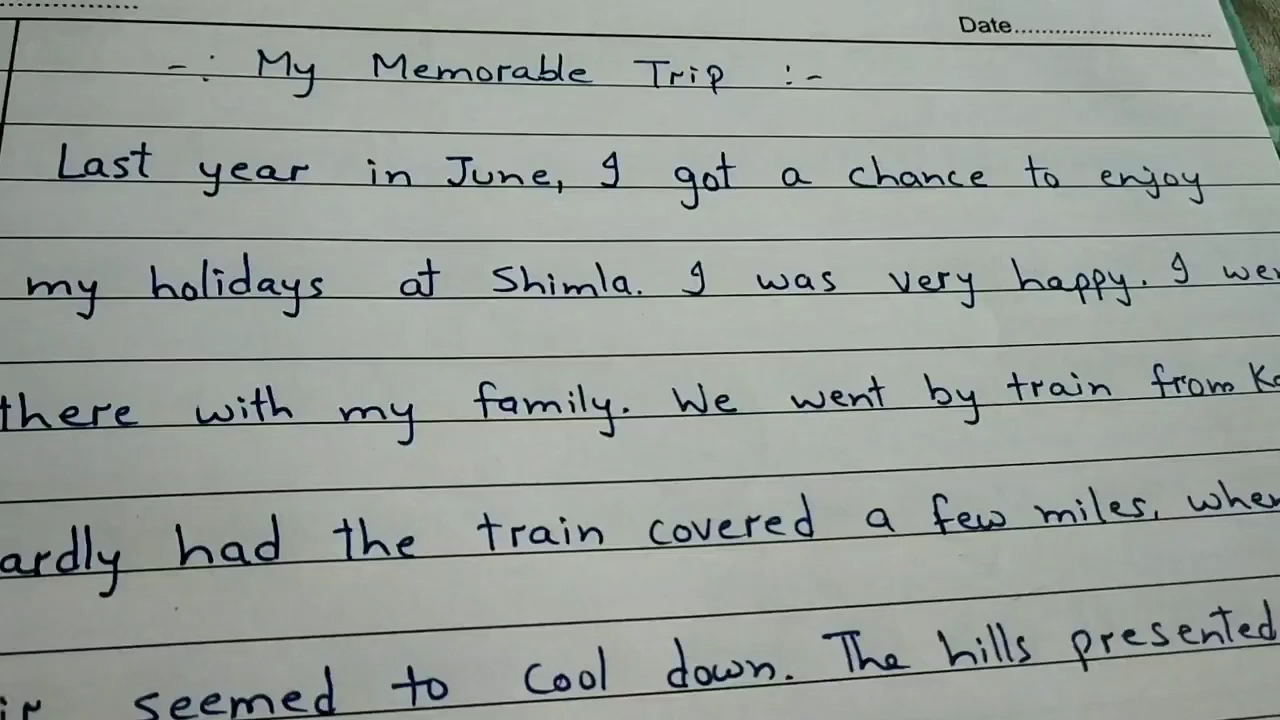 Date
-: My Memorable Trip :-
Last year in June, I got a chance to enjoy
my holidays at Shimla. I was very happy. I
there with my family. We went by train from
had the train covered a few miles, when
seemed to cool down. The hills presented